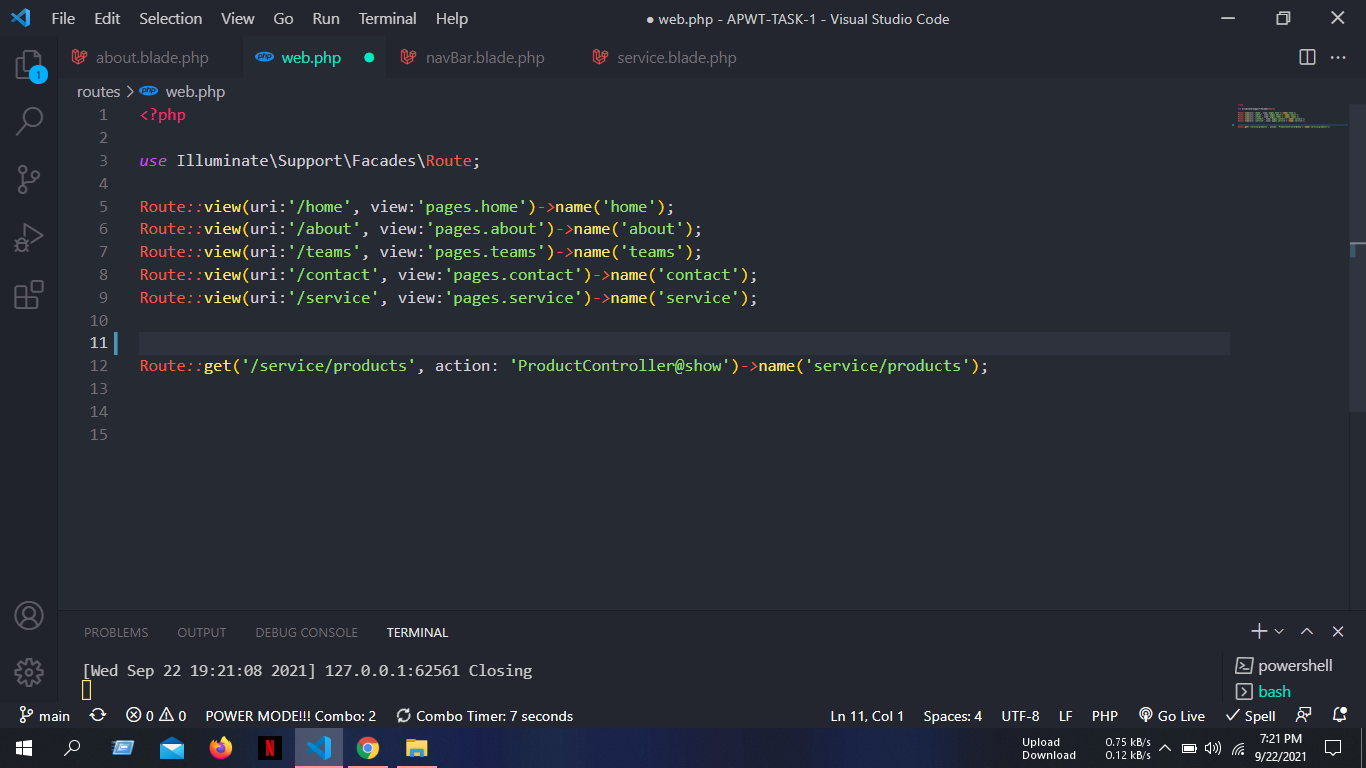 File Edit Selection View Go Run Terminal Help
● web.php - APWT-TASK-1 - Visual Studio Code
1
about.blade.php
php web.php
navBar.blade.php
service.blade.php
routes > php web.php
1 <?php
2
3 use Illuminate\Support\Facades\Route;
4
5 Route::view(uri:'/home', view:'pages.home')->name('home');
6 Route::view(uri:'/about', view:'pages.about')->name('about');
7 Route::view(uri:'/teams', view:'pages.teams')->name('teams');
8 Route::view(uri:'/contact', view:'pages.contact')->name('contact');
9 Route::view(uri:'/service', view:'pages.service')->name('service');
10
11
12 Route::get('/service/products', action: 'ProductController@show')->name('service/products');
13
14
15
PROBLEMS OUTPUT DEBUG CONSOLE TERMINAL
[Wed Sep 22 19:21:08 2021] 127.0.0.1:62561 Closing
powershell
bash
main 0 0 POWER MODE!!! Combo: 2 Combo Timer: 7 seconds Ln 11, Col 1 Spaces: 4 UTF-8 LF PHP Go Live Spell
N
Upload 0.75 kB/s
Download 0.12 kB/s
7:21 PM
9/22/2021